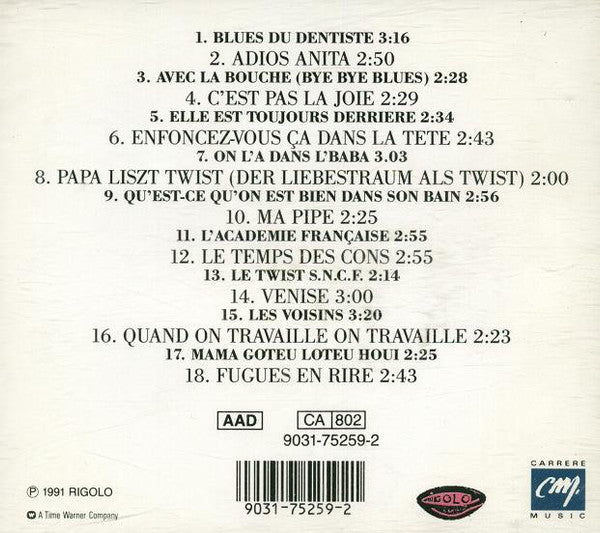 1. BLUES DU DENTISTE 3:16
2. ADIOS ANITA 2:50
3. AVEC LA BOUCHE (BYE BYE BLUES) 2:28
4. C'EST PAS LA JOIE 2:29
5. ELLE EST TOUJOURS DERRIERE 2:34
6. ENFONCEZ-VOUS ÇA DANS LA TETE 2:43
7. ON L'A DANS L'BABA 3.03
8. PAPA LISZT TWIST (DER LIEBESTRAUM ALS TWIST) 2:00
9. QU'EST-CE QU'ON EST BIEN DANS SON BAIN 2:56
10. MA PIPE 2:25
11. L'ACADEMIE FRANÇAISE 2:55
12. LE TEMPS DES CONS 2:55
13. LE TWIST S.N.C.F. 2:14
14. VENISE 3:00
15. LES VOISINS 3:20
16. QUAND ON TRAVAILLE ON TRAVAILLE 2:23
17. MAMA GOTEU LOTEU HOUI 2:25
18. FUGUES EN RIRE 2:43
AAD CA 802
9031-75259-2
℗ 1991 RIGOLO
A Time Warner Company
9031-75259-2
RIGOLO
CARRERE
CM
MUSIC